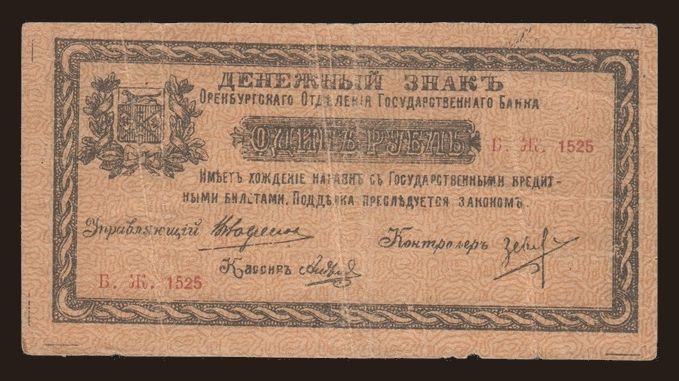 ДЕНЕЖНЫЙ ЗНАКЪ
ОРЕНБУРГСКАГО ОТДѢЛЕНІЯ ГОСУДАРСТВЕННАГО БАНКА
ОДИНЪ РУБЛЬ
Б. Ж. 1525
ИМѢЕТЪ ХОЖДЕНІЕ НАРАВНѢ СЪ ГОСУДАРСТВЕННЫМИ КРЕДИТ-
НЫМИ БИЛЕТАМИ. ПОДДѢЛКА ПРЕСЛѢДУЕТСЯ ЗАКОНОМЪ.
Управляющій
Контролеръ
Кассиръ
Б. Ж. 1525